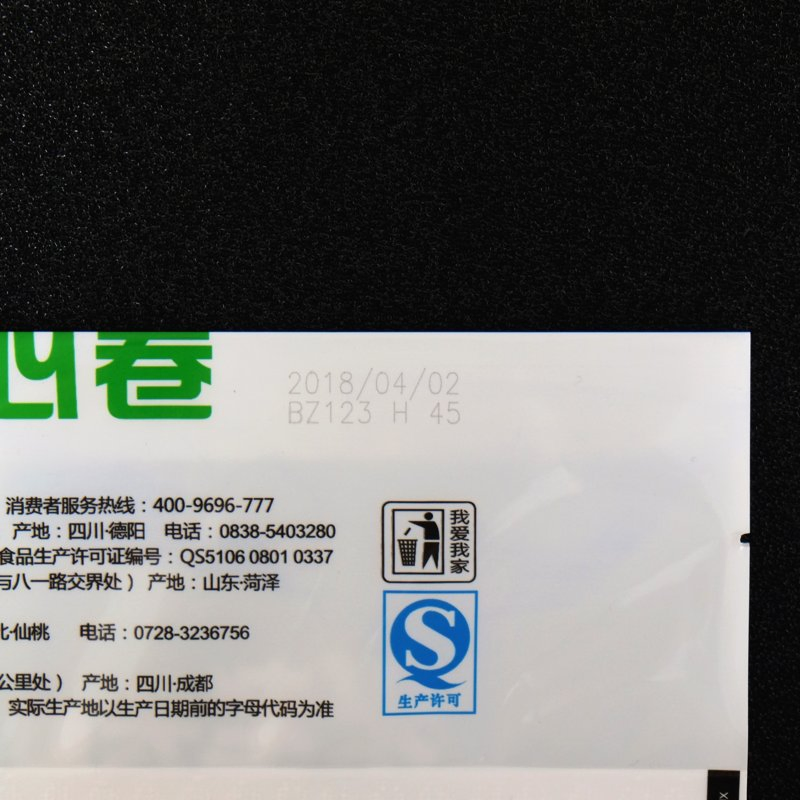 卷
2018/04/02
BZ123 H 45
消费者服务热线：400-9696-777
产地：四川·德阳 电话：0838-5403280
食品生产许可证编号：QS5106 0801 0337
与八一路交界处） 产地：山东·菏泽
北·仙桃 电话：0728-3236756
公里处） 产地：四川·成都
实际生产地以生产日期前的字母代码为准
我爱我家
S
生产许可
x